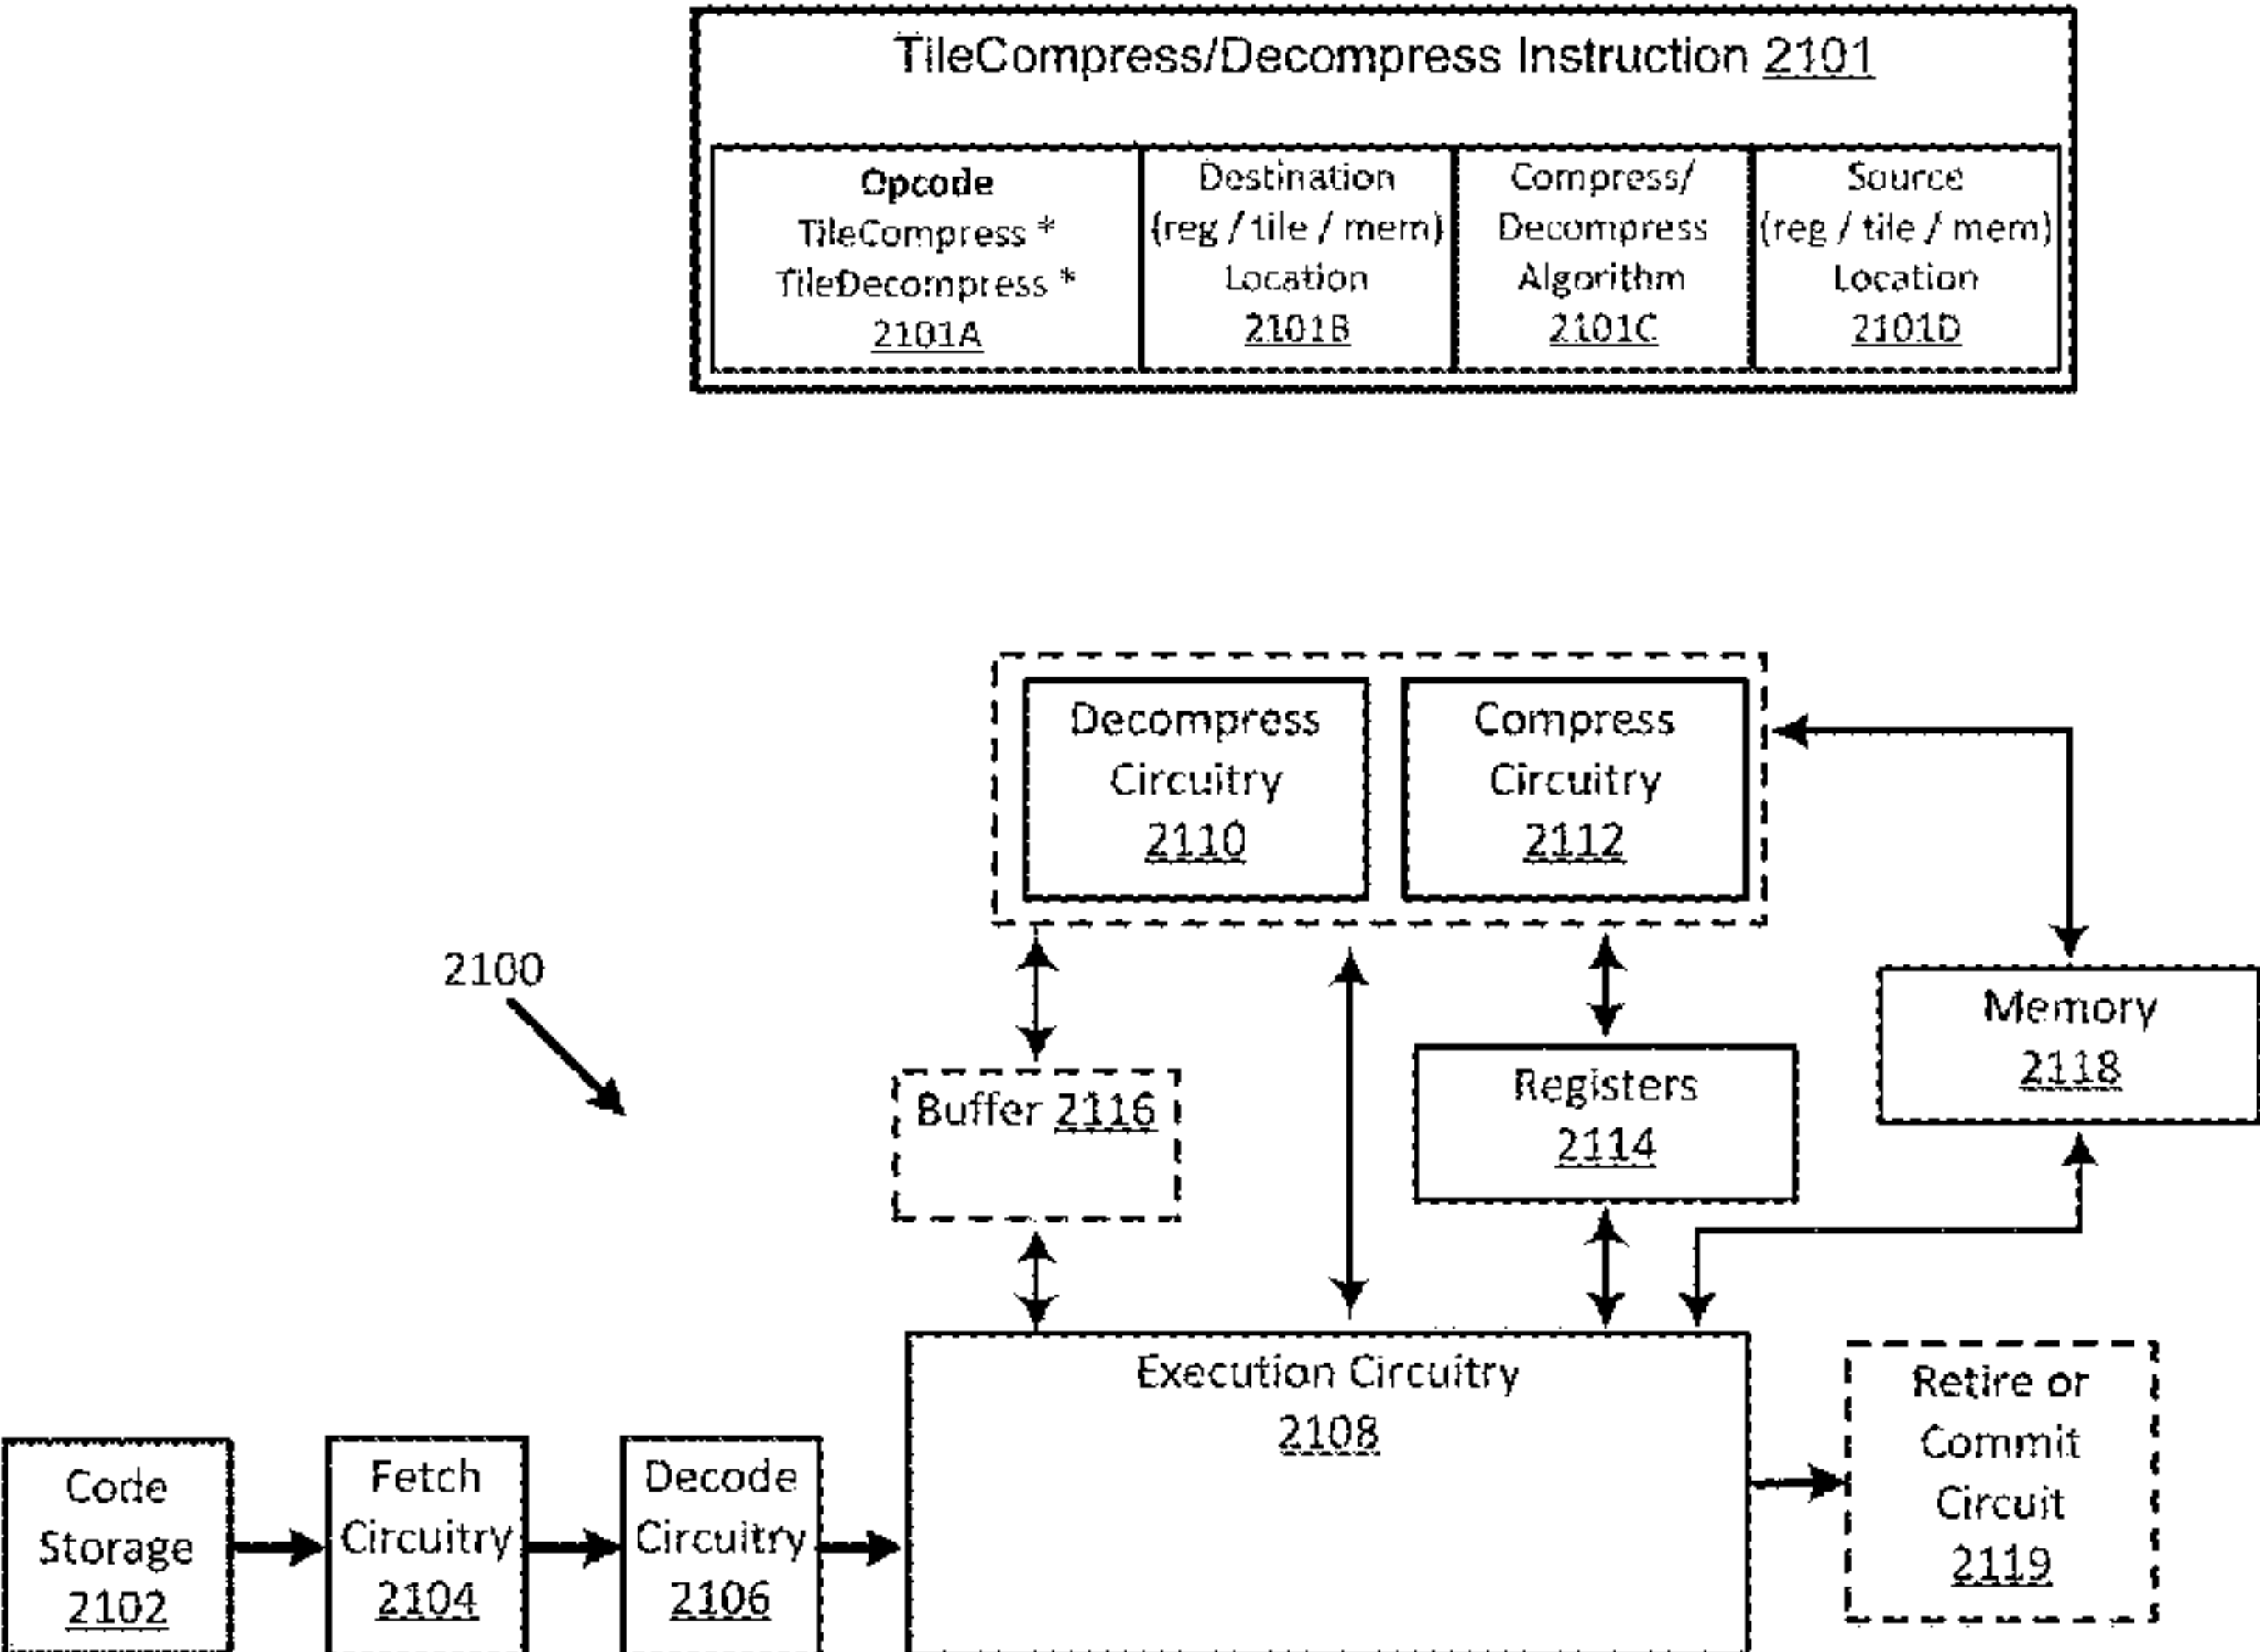 TileCompress/Decompress Instruction 2101
Opcode
TileCompress *
TileDecompress *
2101A
Destination
(reg / tile / mem)
Location
2101B
Compress/
Decompress
Algorithm
2101C
Source
(reg / tile / mem)
Location
2101D
Decompress
Circuitry
2110
Compress
Circuitry
2112
2100
Buffer 2116
Registers
2114
Memory
2118
Code
Storage
2102
Fetch
Circuitry
2104
Decode
Circuitry
2106
Execution Circuitry
2108
Retire or
Commit
Circuit
2119